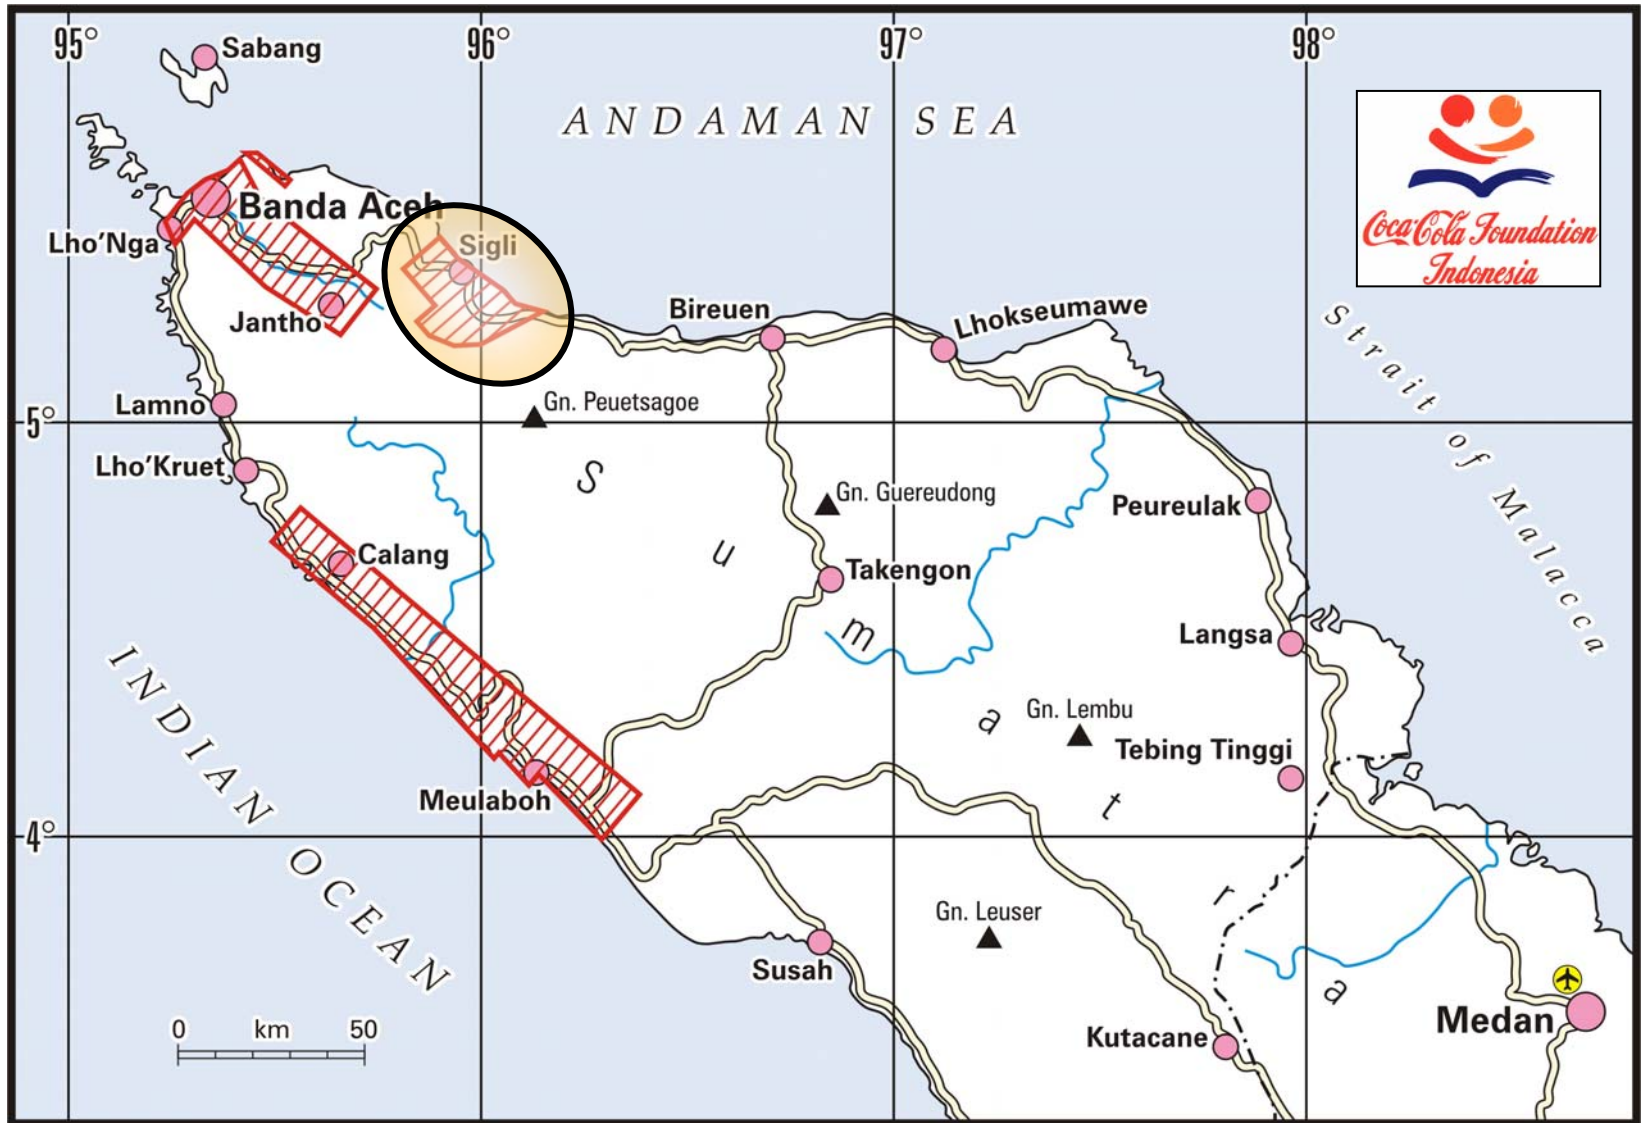 95°
96°
97°
98°
Sabang
ANDAMAN SEA
Banda Aceh
Lho'Nga
Sigli
Jantho
Bireuen
Lhokseumawe
Coca-Cola Foundation
Indonesia
Strait of Malacca
Lamno
5°
Gn. Peuetsagoe
Lho'Kruet
Gn. Guereudong
Peureulak
Calang
Takengon
Langsa
Sumatra
Gn. Lembu
Tebing Tinggi
INDIAN OCEAN
Meulaboh
4°
Gn. Leuser
Susah
Medan
Kutacane
0 km 50